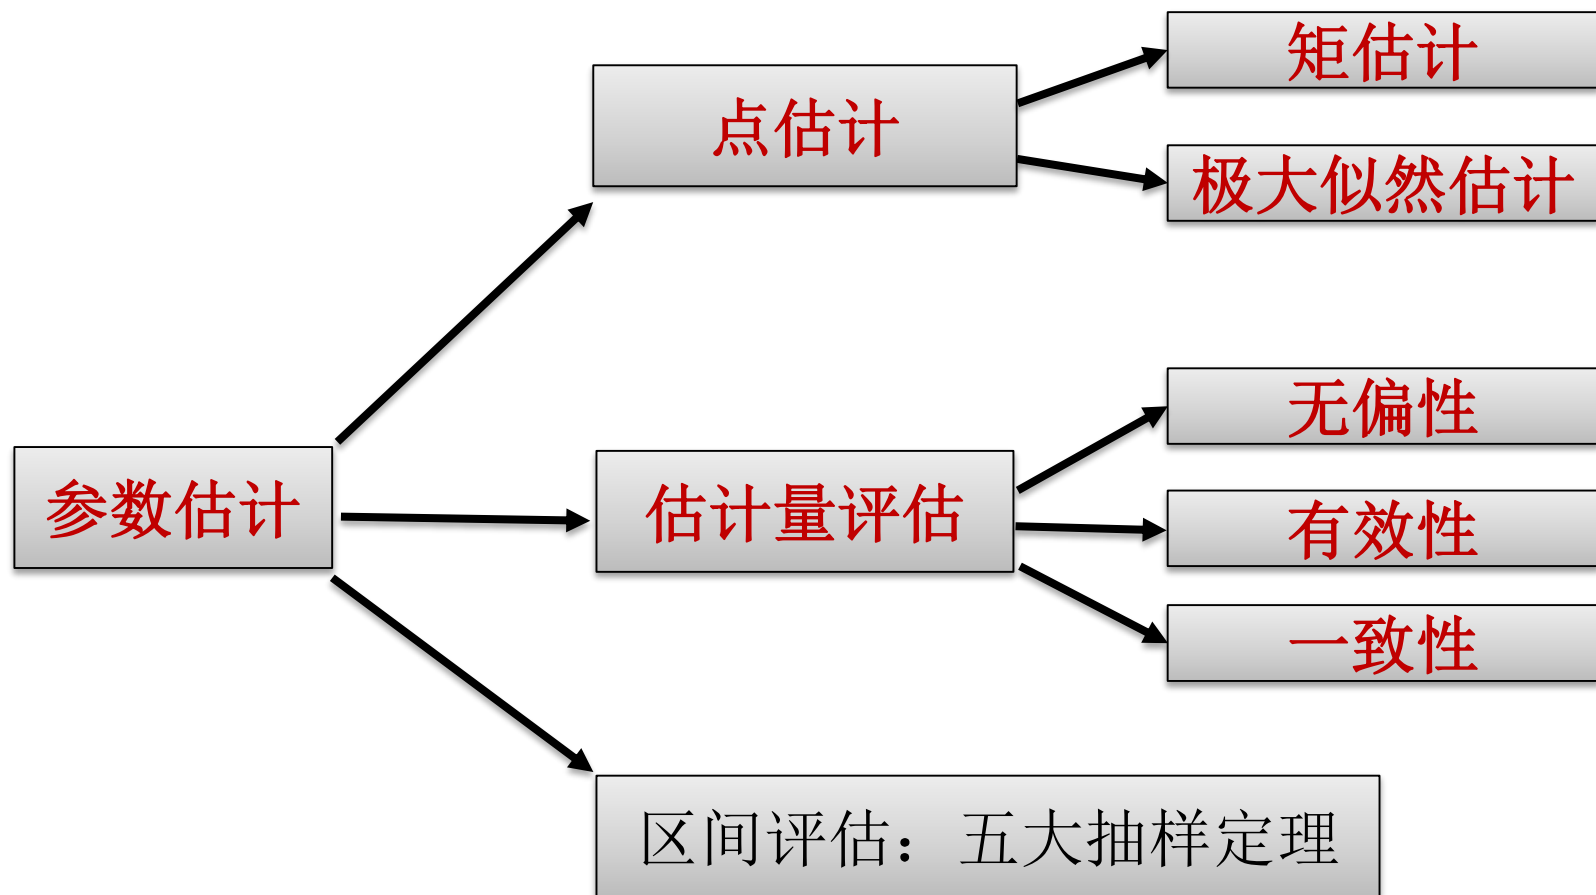 矩估计
点估计
极大似然估计
无偏性
参数估计
估计量评估
有效性
一致性
区间评估：五大抽样定理